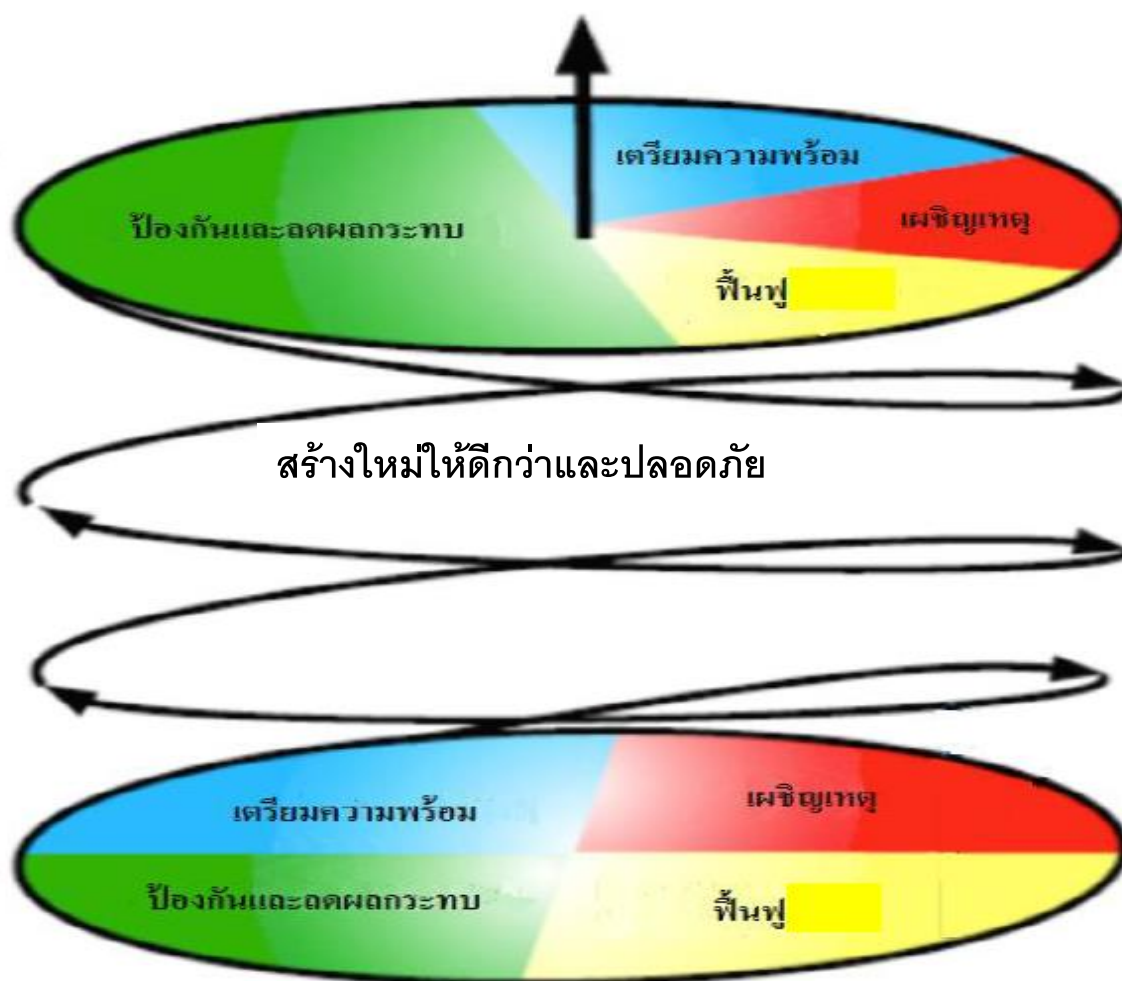 เตรียมความพร้อม
เผชิญเหตุ
ป้องกันและลดผลกระทบ
ฟื้นฟู
สร้างใหม่ให้ดีกว่าและปลอดภัย
เตรียมความพร้อม
เผชิญเหตุ
ป้องกันและลดผลกระทบ
ฟื้นฟู